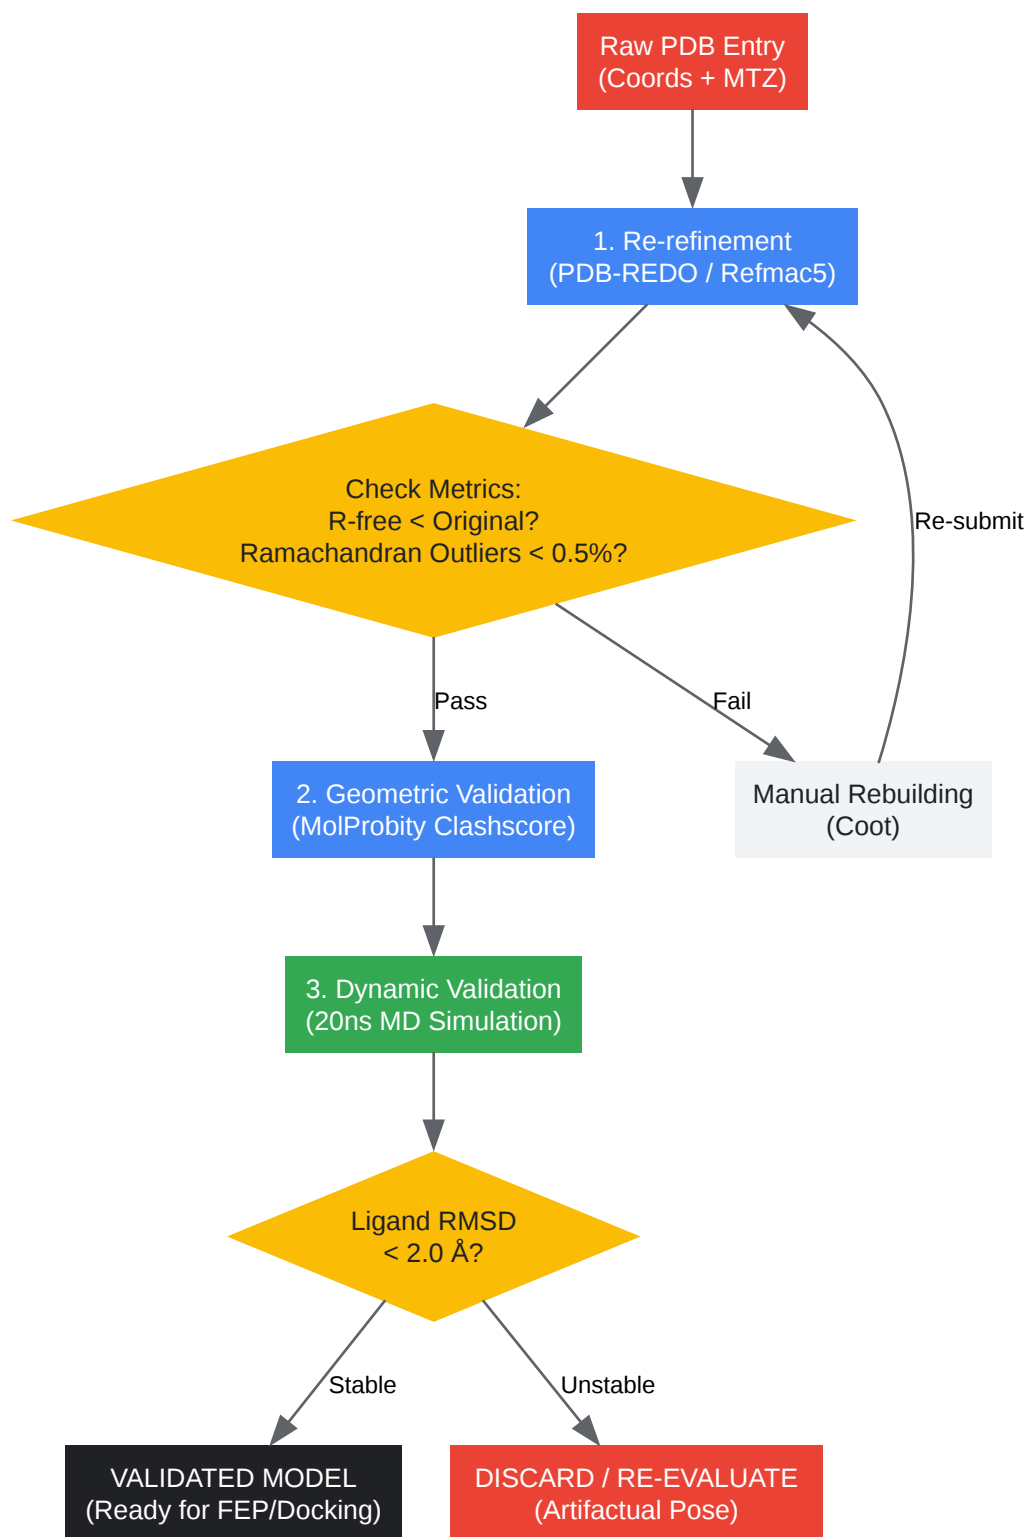 Raw PDB Entry
(Coords + MTZ)
1. Re-refinement
(PDB-REDO / Refmac5)
Check Metrics:
R-free < Original?
Ramachandran Outliers < 0.5%?
Re-submit
Pass
Fail
2. Geometric Validation
(MolProbity Clashscore)
Manual Rebuilding
(Coot)
3. Dynamic Validation
(20ns MD Simulation)
Ligand RMSD
< 2.0 Å?
Stable
Unstable
VALIDATED MODEL
(Ready for FEP/Docking)
DISCARD / RE-EVALUATE
(Artifactual Pose)